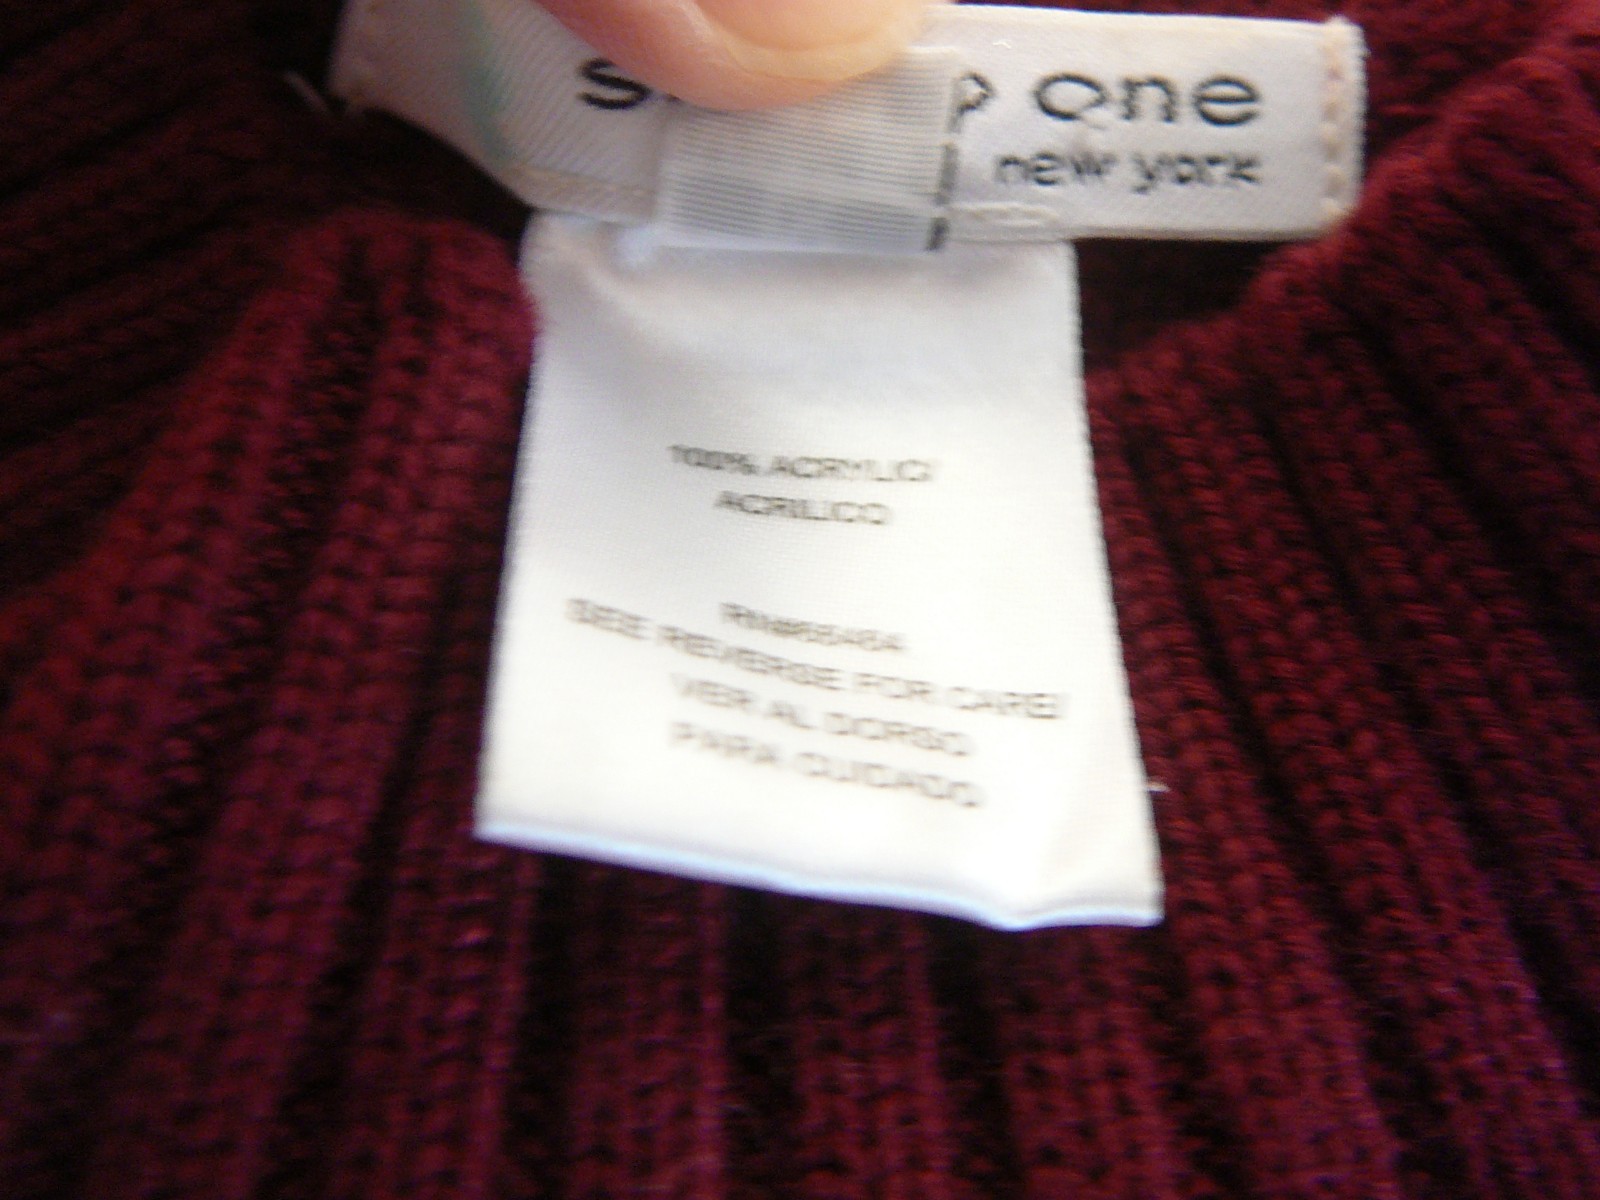 one
new york
100% ACRYLIC/
ACRILICO
SEE REVERSE FOR CARE/
VER AL DORSO
PARA CUIDADO